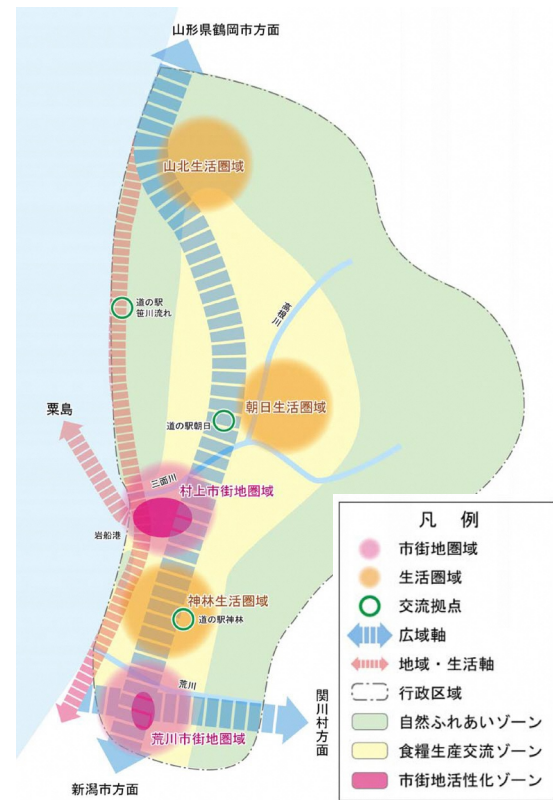 山形県鶴岡市方面
山北生活圏域
道の駅
笹川流れ
高根川
粟島
朝日生活圏域
道の駅朝日
三面川
村上市街地圏域
岩船港
神林生活圏域
道の駅神林
荒川
荒川市街地圏域
関川村方面
新潟市方面
凡 例
市街地圏域
生活圏域
交流拠点
広域軸
地域・生活軸
行政区域
自然ふれあいゾーン
食糧生産交流ゾーン
市街地活性化ゾーン